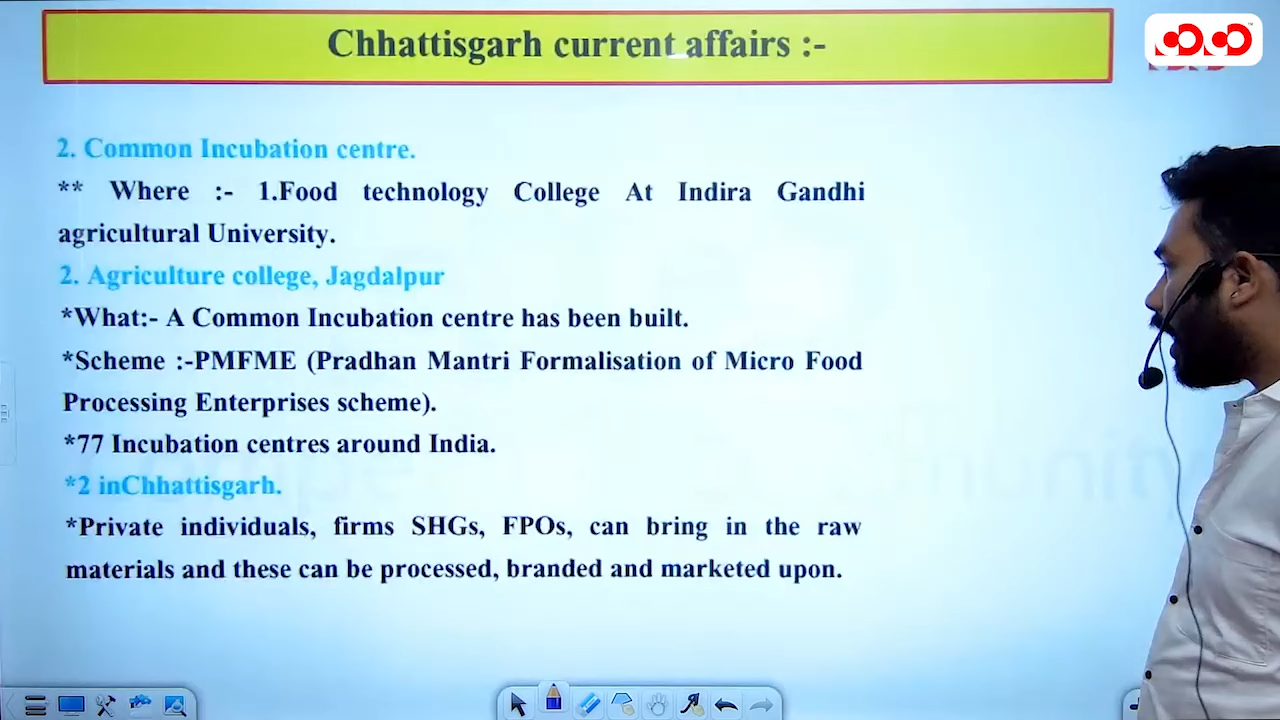 Chhattisgarh current affairs :-
2. Common Incubation centre.
** Where :- 1.Food technology College At Indira Gandhi
agricultural University.
2. Agriculture college, Jagdalpur
*What:- A Common Incubation centre has been built.
*Scheme :-PMFME (Pradhan Mantri Formalisation of Micro Food
Processing Enterprises scheme).
*77 Incubation centres around India.
*2 inChhattisgarh.
*Private individuals, firms SHGs, FPOs, can bring in the raw
materials and these can be processed, branded and marketed upon.